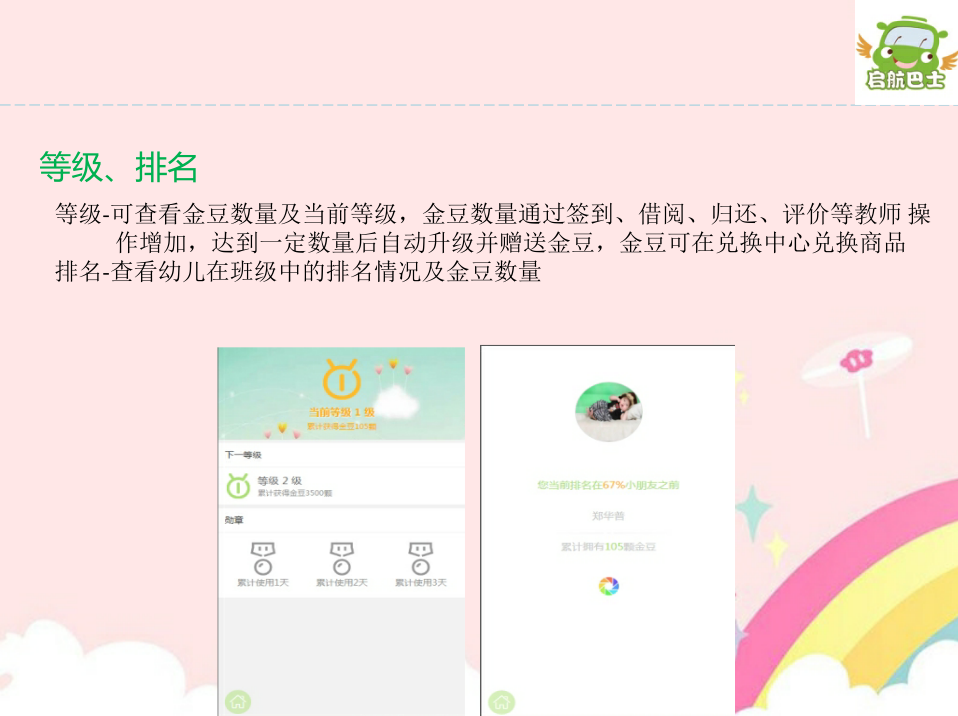 启航巴士
等级、排名
等级-可查看金豆数量及当前等级，金豆数量通过签到、借阅、归还、评价等教师 操
作增加，达到一定数量后自动升级并赠送金豆，金豆可在兑换中心兑换商品
排名-查看幼儿在班级中的排名情况及金豆数量
当前等级 1 级
累计获得金豆105颗
下一等级
等级 2 级
累计获得金豆3500颗
勋章
累计使用1天 累计使用2天 累计使用3天
您当前排名在67%小朋友之前
郑华普
累计拥有105颗金豆